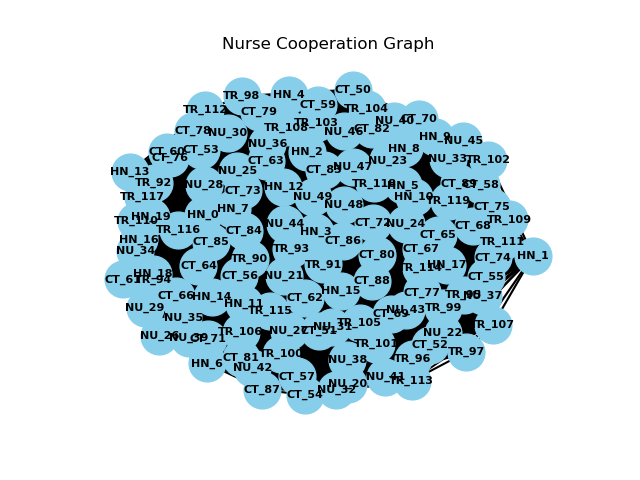 Nurse Cooperation Graph
CT_50
TR_98
HN_4
CT_59
TR_104
TR_112
CT_79
TR_103
NU_40
CT_70
CT_78
NU_30
TR_108
NU_46
CT_82
HN_9
NU_45
CT_60
CT_53
NU_36
HN_2
HN_8
CT_76
CT_63
NU_47
NU_23
NU_33
TR_102
HN_13
NU_25
TR_92
NU_28
CT_73
HN_12
HN_5
CT_58
TR_117
NU_49
HN_10
TR_119
NU_48
CT_75
HN_7
TR_110
HN_19
HN_0
NU_44
CT_72
NU_24
CT_68
TR_109
TR_116
CT_84
HN_3
CT_65
HN_16
CT_85
CT_86
TR_111
NU_34
TR_93
CT_67
CT_80
TR_90
CT_74
HN_1
CT_64
TR_91
TR_114
HN_17
HN_18
CT_56
NU_21
CT_55
TR_94
CT_88
HN_15
CT_66
HN_14
CT_62
CT_77
NU_37
NU_29
HN_11
TR_115
NU_43
TR_99
NU_35
CT_69
TR_105
TR_107
NU_31
TR_106
NU_27
CT_51
NU_22
NU_26
CT_71
TR_101
CT_52
TR_100
TR_97
CT_81
NU_38
TR_96
HN_6
NU_42
CT_57
NU_41
TR_113
NU_20
CT_87
NU_32
CT_54